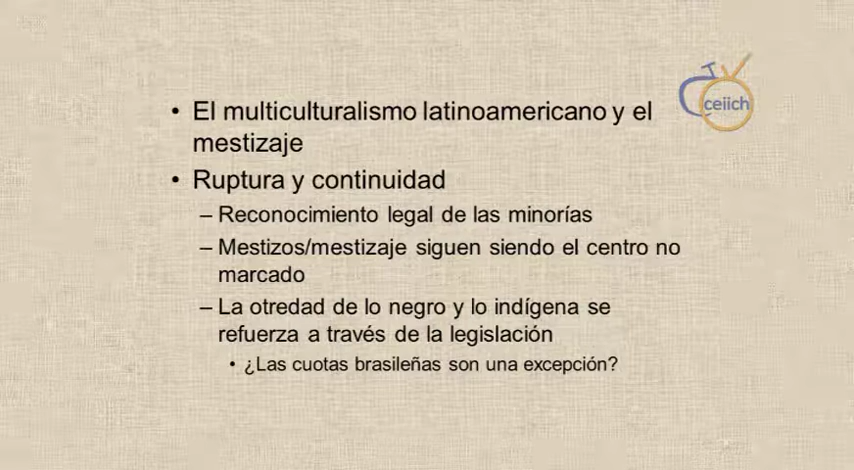 • El multiculturalismo latinoamericano y el
mestizaje
• Ruptura y continuidad
– Reconocimiento legal de las minorías
– Mestizos/mestizaje siguen siendo el centro no
marcado
– La otredad de lo negro y lo indígena se
refuerza a través de la legislación
• ¿Las cuotas brasileñas son una excepción?
ceiich